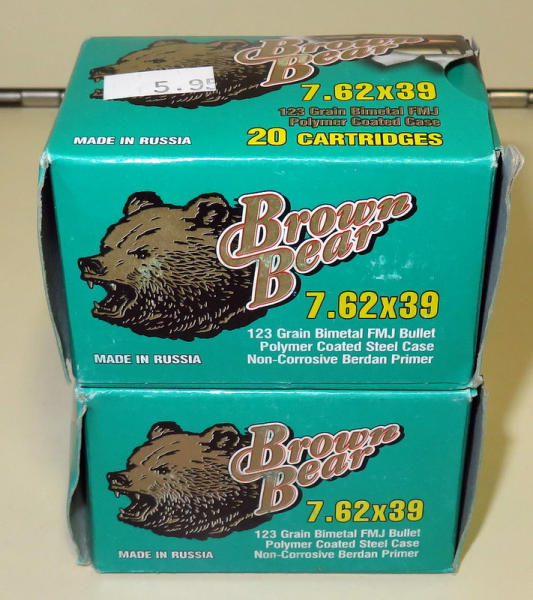 Brown
Bear
5.95
7.62x39
123 Grain Bimetal FMJ
Polymer Coated Case
MADE IN RUSSIA
20 CARTRIDGES
Brown
Bear
7.62x39
123 Grain Bimetal FMJ Bullet
Polymer Coated Steel Case
MADE IN RUSSIA
Non-Corrosive Berdan Primer
Brown
Bear
7.62x39
123 Grain Bimetal FMJ Bullet
Polymer Coated Steel Case
MADE IN RUSSIA
Non-Corrosive Berdan Primer